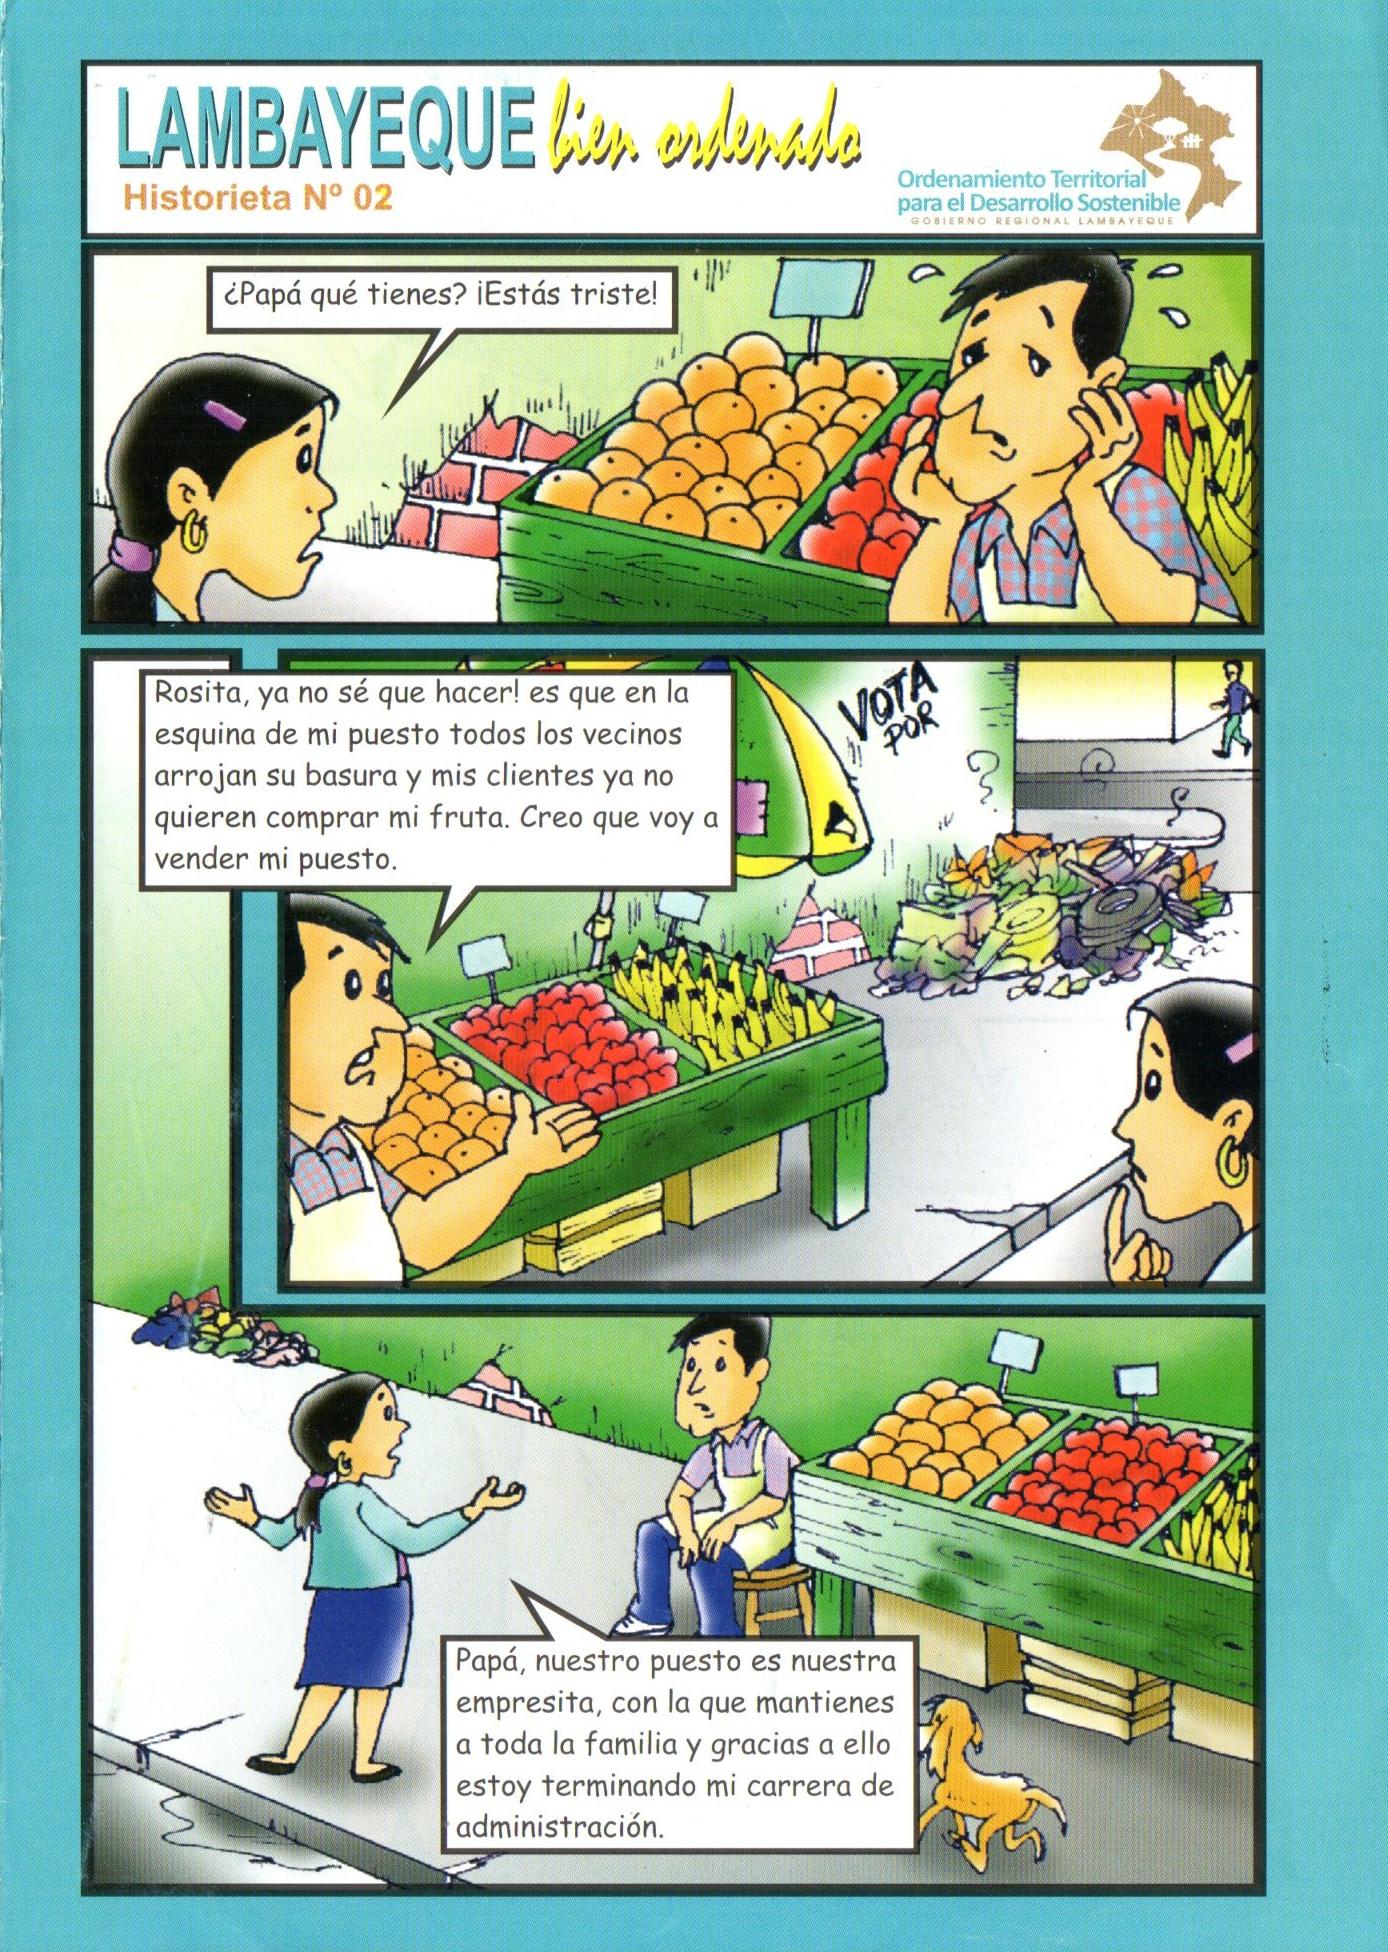 LAMBAYEQUE bien ordenado
Historieta Nº 02
Ordenamiento Territorial
para el Desarrollo Sostenible
GOBIERNO REGIONAL LAMBAYEQUE
¿Papá qué tienes? ¡Estás triste!
Rosita, ya no sé que hacer! es que en la
esquina de mi puesto todos los vecinos
arrojan su basura y mis clientes ya no
quieren comprar mi fruta. Creo que voy a
vender mi puesto.
VOTA
POR
Papá, nuestro puesto es nuestra
empresita, con la que mantienes
a toda la familia y gracias a ello
estoy terminando mi carrera de
administración.